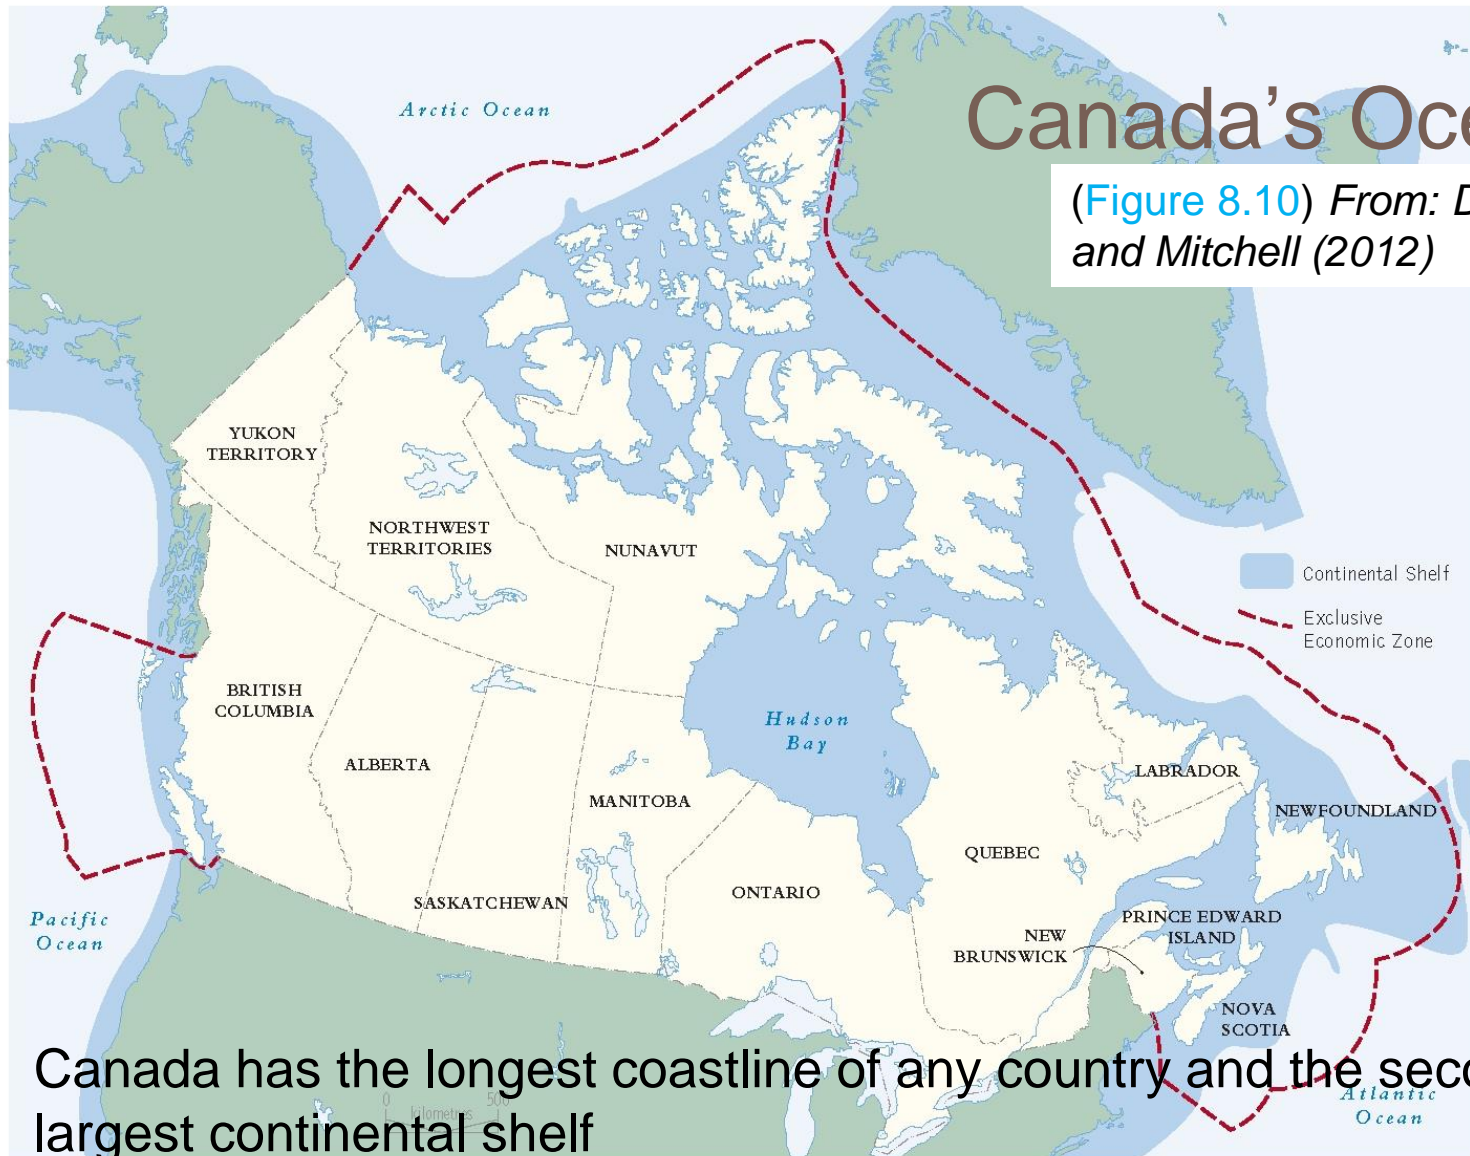 Arctic Ocean
Canada's Oce
(Figure 8.10) From: D
and Mitchell (2012)
YUKON
TERRITORY
NORTHWEST
TERRITORIES
NUNAVUT
Continental Shelf
Exclusive
Economic Zone
BRITISH
COLUMBIA
Hudson
Bay
ALBERTA
LABRADOR
MANITOBA
NEWFOUNDLAND
QUEBEC
ONTARIO
SASKATCHEWAN
Pacific
Ocean
PRINCE EDWARD
ISLAND
NEW
BRUNSWICK
NOVA
SCOTIA
Canada has the longest coastline of any country and the seco
largest continental shelf
0 500
kilometres
Atlantic
Ocean